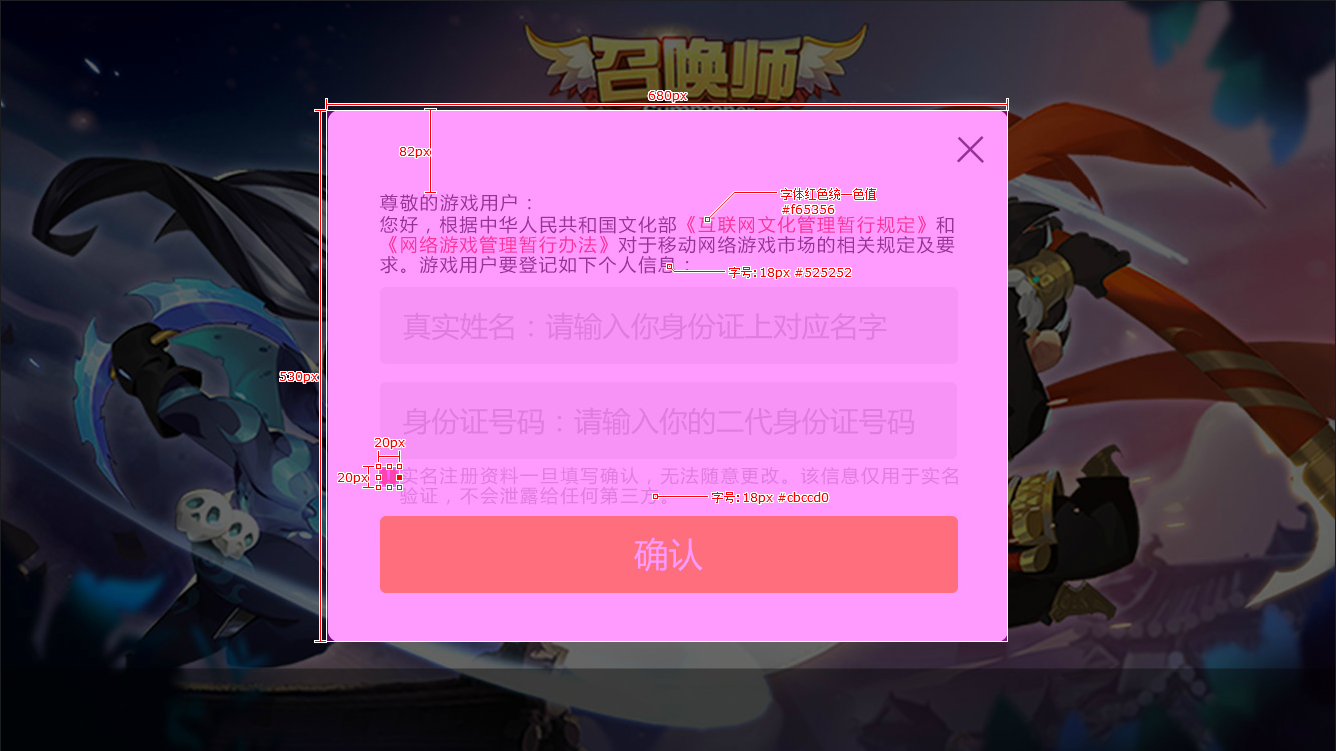 召唤师
Summoner
680px
82px
尊敬的游戏用户：
字体红色统一色值
#f65356
您好，根据中华人民共和国文化部《互联网文化管理暂行规定》和
《网络游戏管理暂行办法》对于移动网络游戏市场的相关规定及要
求。游戏用户要登记如下个人信息：
字号:18px #525252
真实姓名：请输入你身份证上对应名字
530px
身份证号码：请输入你的二代身份证号码
20px
20px
实名注册资料一旦填写确认，无法随意更改。该信息仅用于实名
验证，不会泄露给任何第三方。
字号:18px #cbccd0
确认